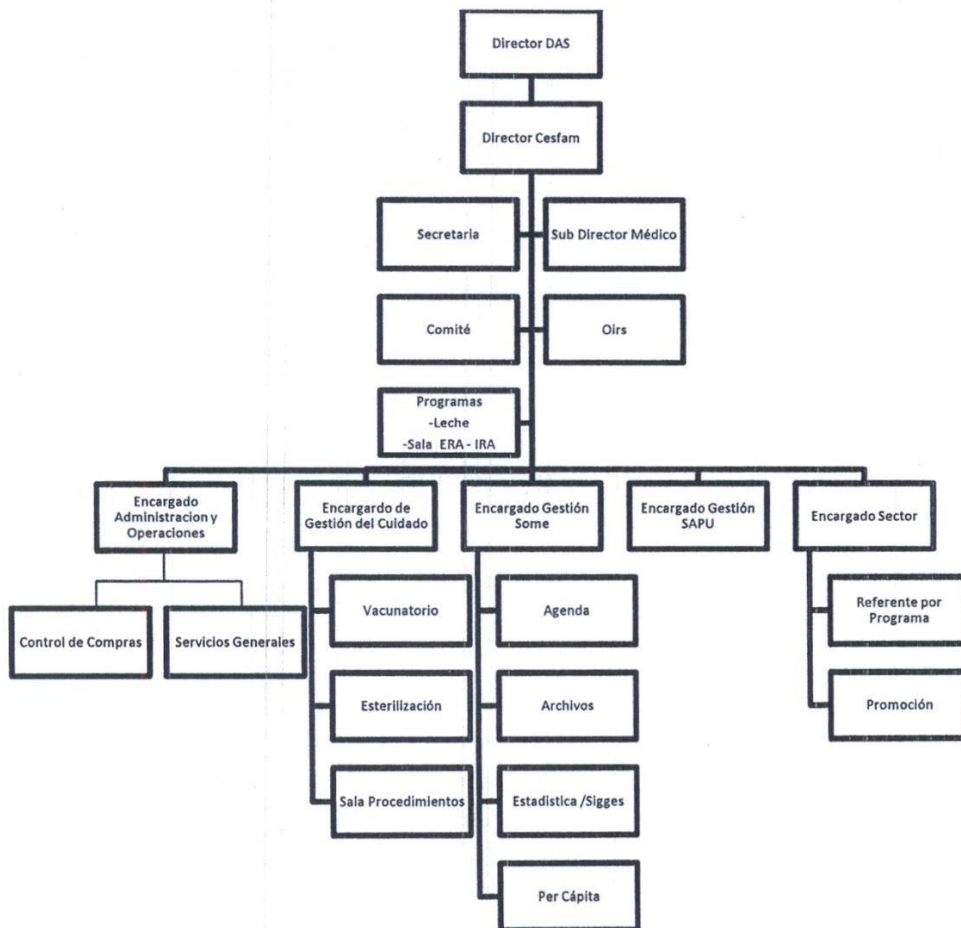 Director DAS
Director Cesfam
Secretaria
Sub Director Médico
Comité
Oirs
Programas
-Leche
-Sala ERA - IRA
Encargado
Administracion y
Operaciones
Encargardo de
Gestión del Cuidado
Encargado Gestión
Some
Encargado Gestión
SAPU
Encargado Sector
Control de Compras
Servicios Generales
Vacunatorio
Esterilización
Sala Procedimientos
Agenda
Archivos
Estadistica /Sigges
Per Cápita
Referente por
Programa
Promoción